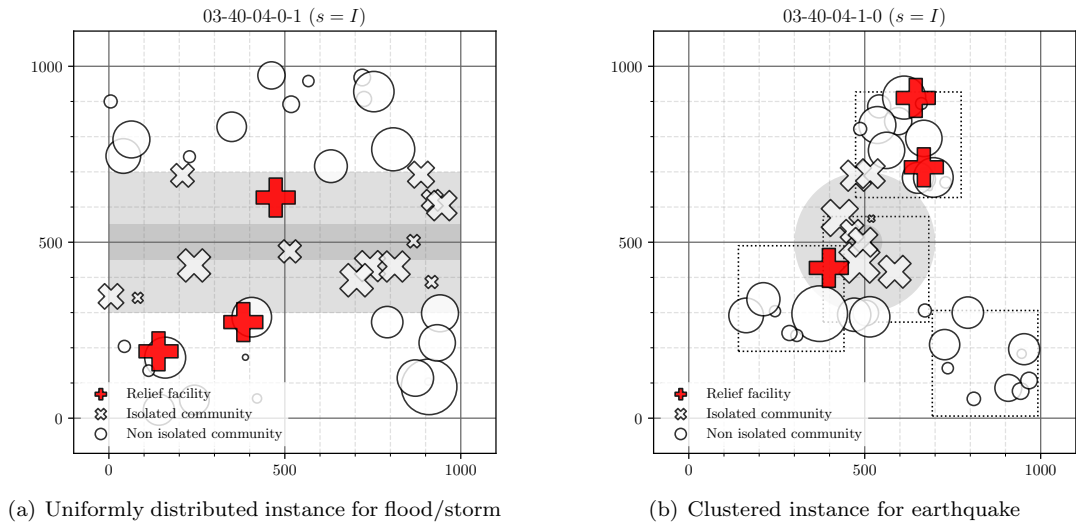 03-40-04-0-1 (s = I)
1000
500
0
Relief facility
Isolated community
Non isolated community
0
500
1000
(a) Uniformly distributed instance for flood/storm
03-40-04-1-0 (s = I)
1000
500
0
Relief facility
Isolated community
Non isolated community
0
500
1000
(b) Clustered instance for earthquake